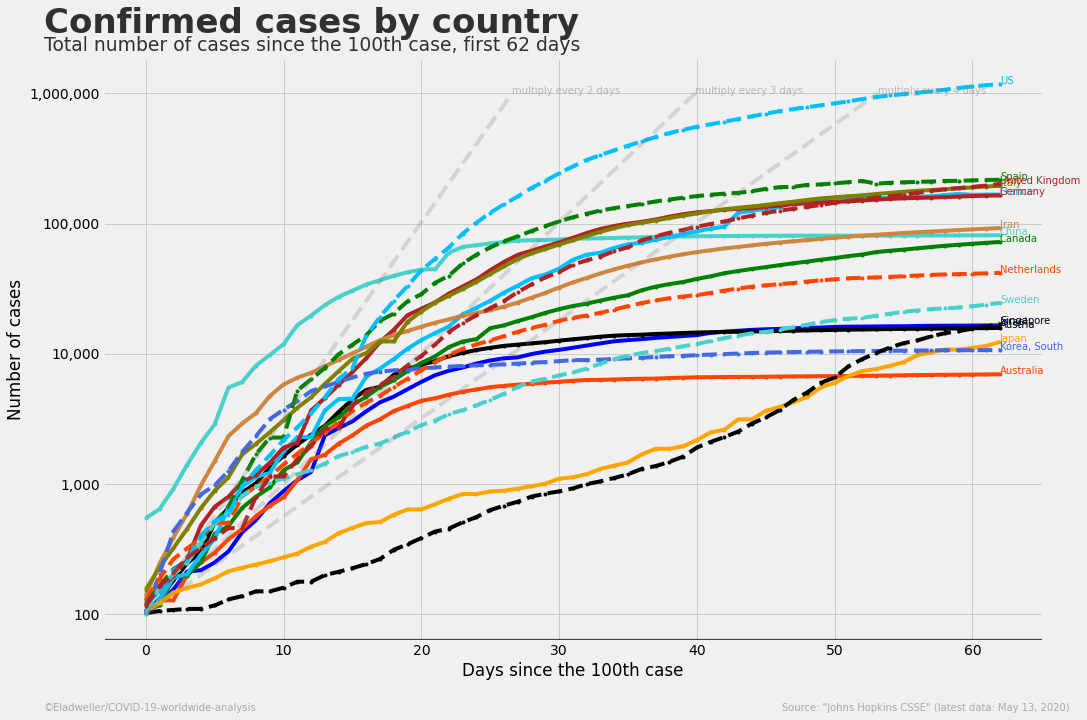 Confirmed cases by country
Total number of cases since the 100th case, first 62 days
Number of cases
1,000,000
100,000
10,000
1,000
100
multiply every 2 days
multiply every 3 days
multiply every 4 days
US
Spain
United Kingdom
Italy
Germany
Iran
China
Canada
Netherlands
Sweden
Singapore
Austria
Japan
Korea, South
Australia
0 10 20 30 40 50 60
Days since the 100th case
©Eladweller/COVID-19-worldwide-analysis
Source: "Johns Hopkins CSSE" (latest data: May 13, 2020)